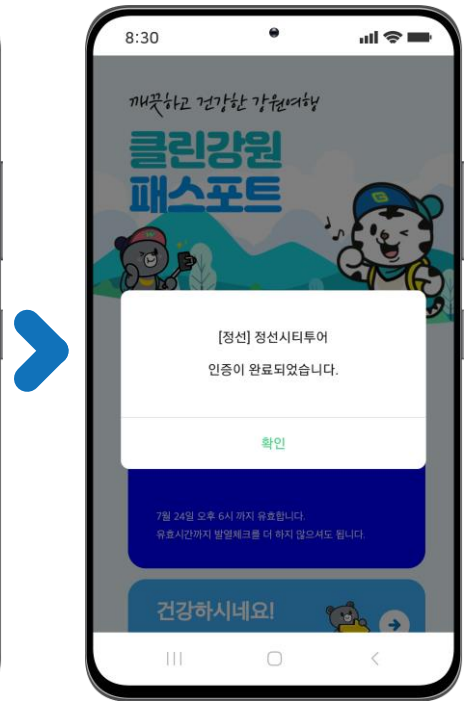 8:30
깨끗하고 건강한 강원여행
클린강원
패스포트
[정선] 정선시티투어
인증이 완료되었습니다.
확인
7월 24일 오후 6시 까지 유효합니다.
유효시간까지 발열체크를 더 하지 않으셔도 됩니다.
건강하시네요!